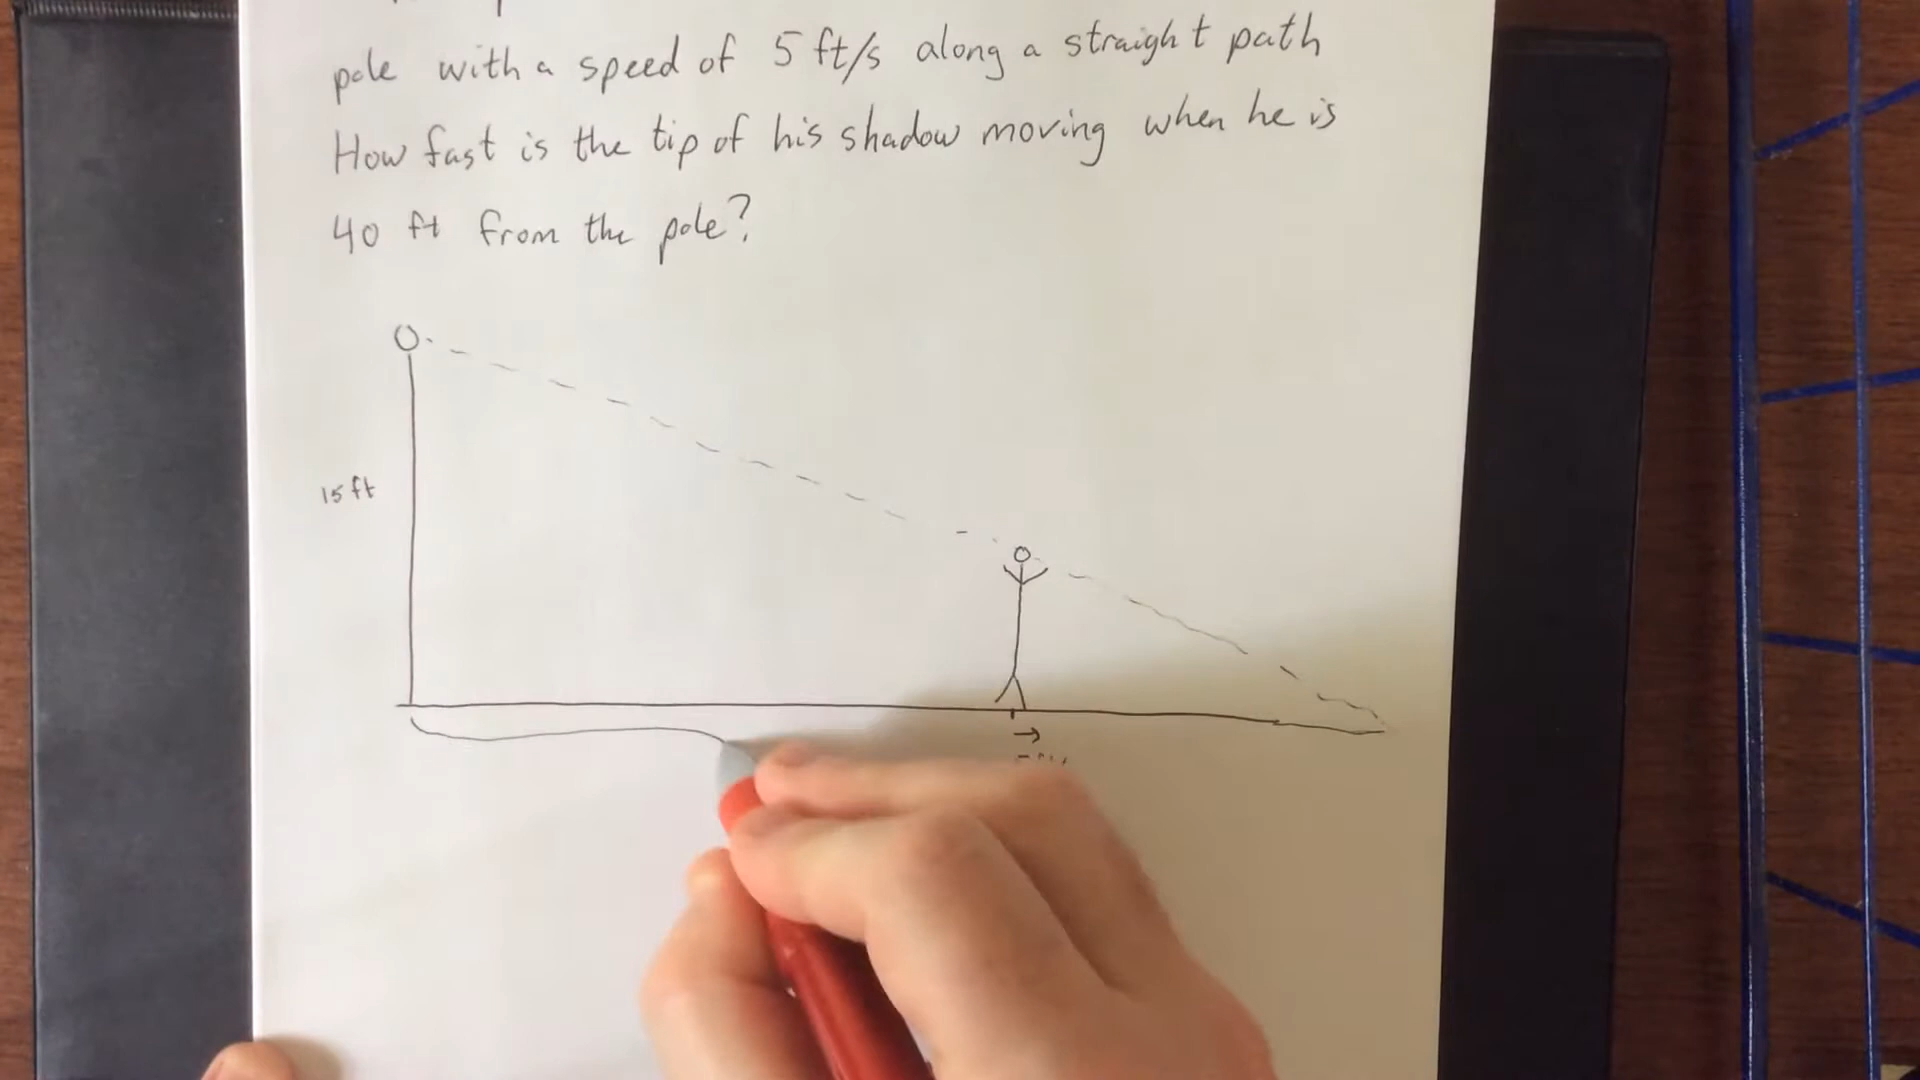 pole with a speed of 5 ft/s along a straight path
How fast is the tip of his shadow moving when he is
40 ft from the pole?
15 ft